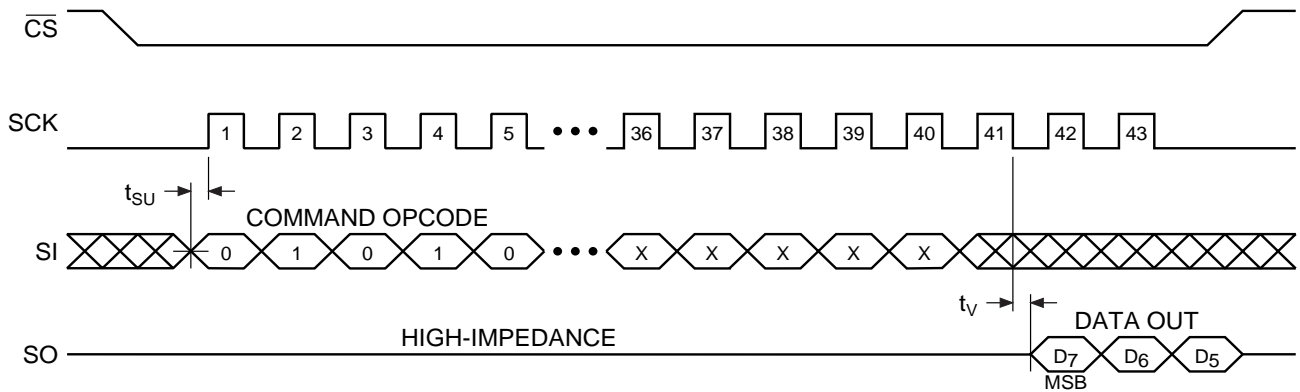 CS
SCK
1 2 3 4 5 ••• 36 37 38 39 40 41 42 43
tSU
COMMAND OPCODE
SI
0 1 0 1 0 ••• X X X X X
tV
HIGH-IMPEDANCE
DATA OUT
SO
D7 D6 D5
MSB